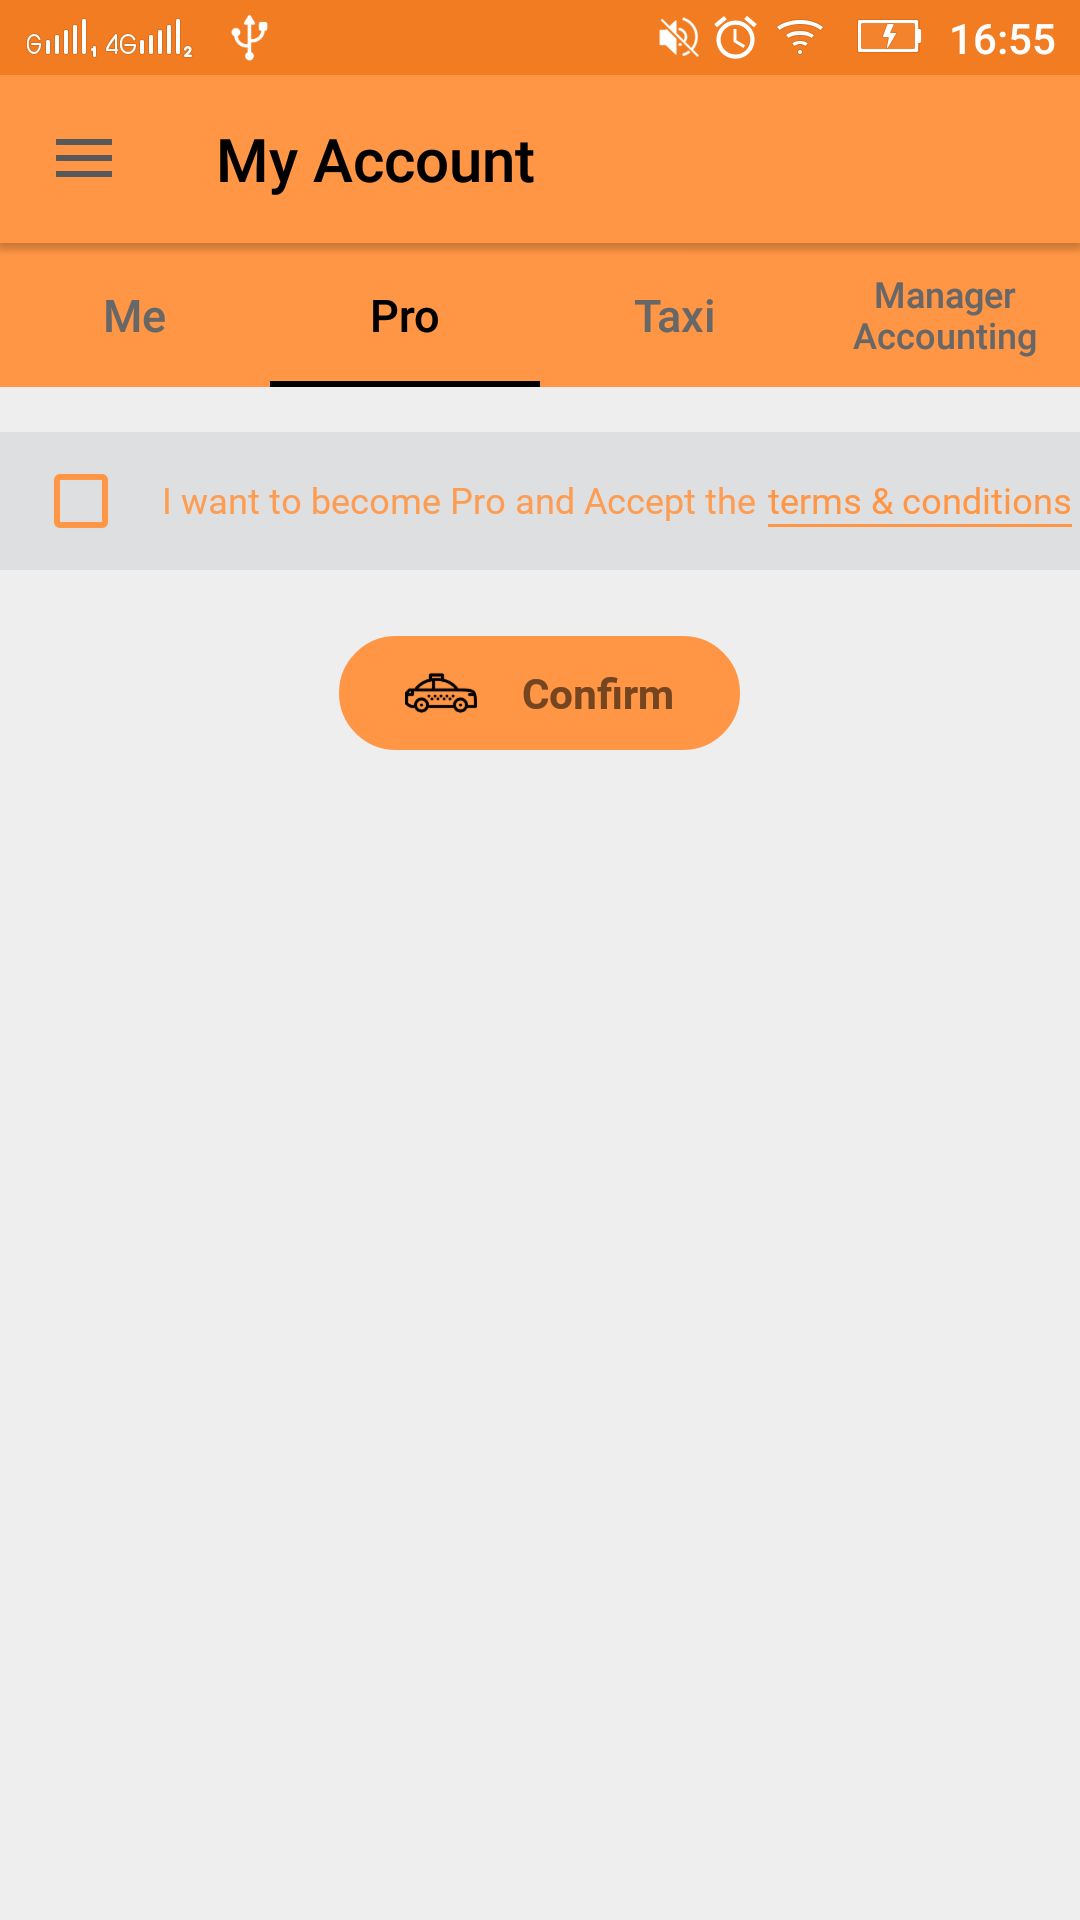 G 1 4G 2 16:55
My Account
Me Pro Taxi Manager
Accounting
I want to become Pro and Accept the terms & conditions
Confirm